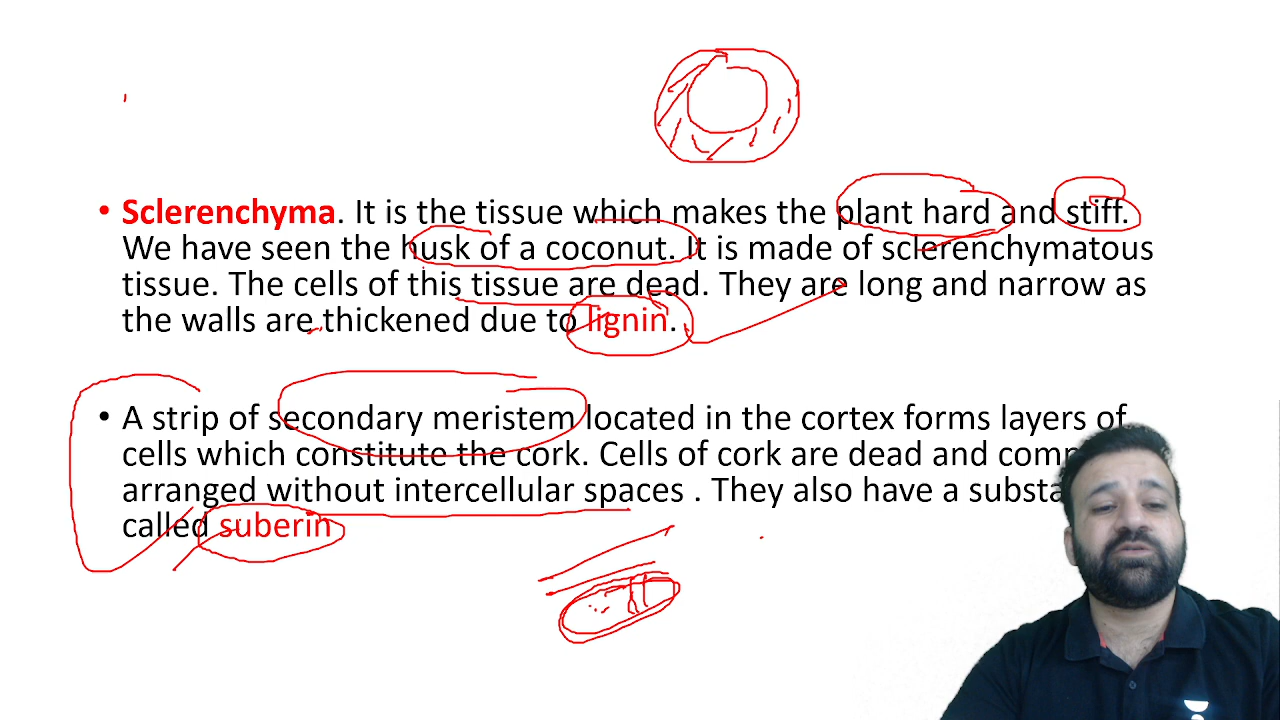 • Sclerenchyma. It is the tissue which makes the plant hard and stiff.
We have seen the husk of a coconut. It is made of sclerenchymatous
tissue. The cells of this tissue are dead. They are long and narrow as
the walls are thickened due to lignin.
• A strip of secondary meristem located in the cortex forms layers of
cells which constitute the cork. Cells of cork are dead and
arranged without intercellular spaces . They also have a
called suberin